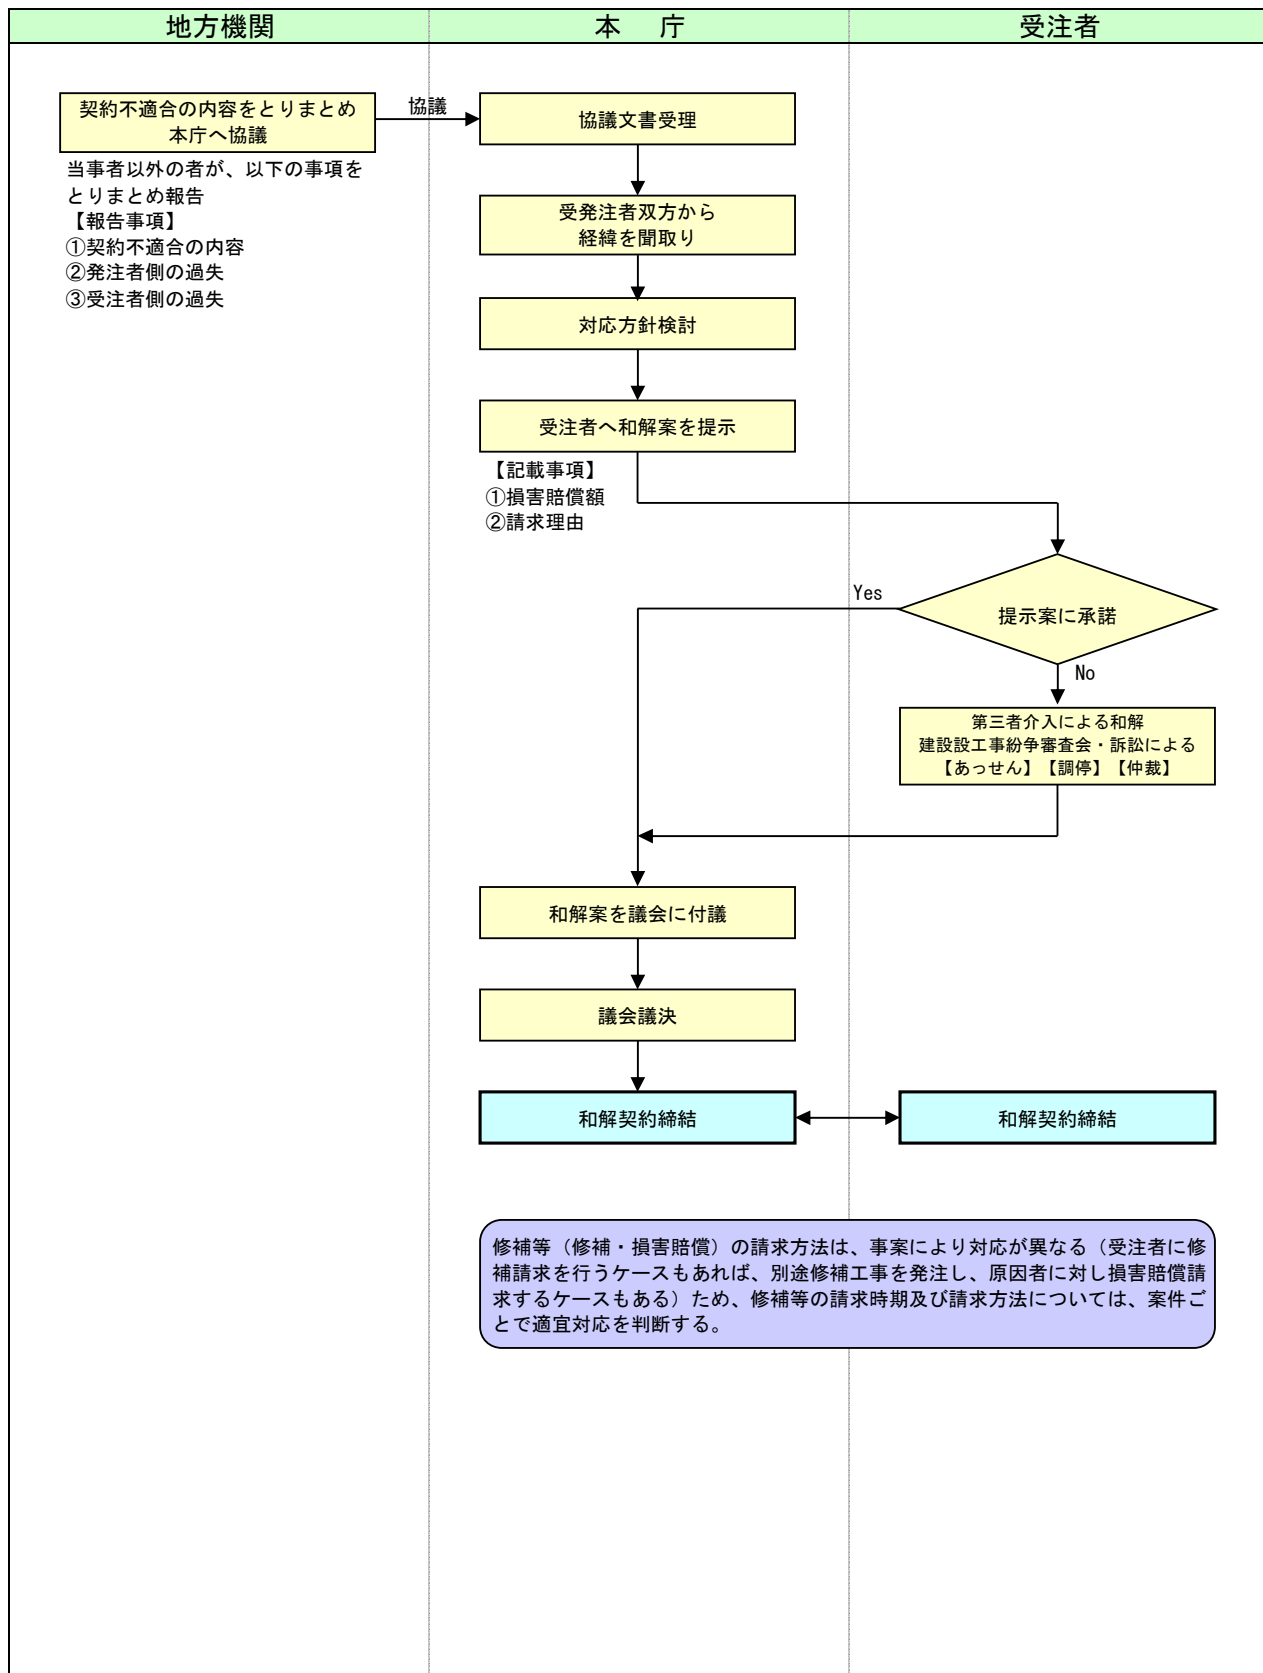 地方機関
本 庁
受注者
契約不適合の内容をとりまとめ
本庁へ協議
協議
協議文書受理
当事者以外の者が、以下の事項を
とりまとめ報告
【報告事項】
①契約不適合の内容
②発注者側の過失
③受注者側の過失
受発注者双方から
経緯を聞取り
対応方針検討
受注者へ和解案を提示
【記載事項】
①損害賠償額
②請求理由
提示案に承諾
Yes
No
第三者介入による和解
建設設工事紛争審査会・訴訟による
【あっせん】【調停】【仲裁】
和解案を議会に付議
議会議決
和解契約締結
和解契約締結
修補等（修補・損害賠償）の請求方法は、事案により対応が異なる（受注者に修
補請求を行うケースもあれば、別途修補工事を発注し、原因者に対し損害賠償請
求するケースもある）ため、修補等の請求時期及び請求方法については、案件ご
とで適宜対応を判断する。